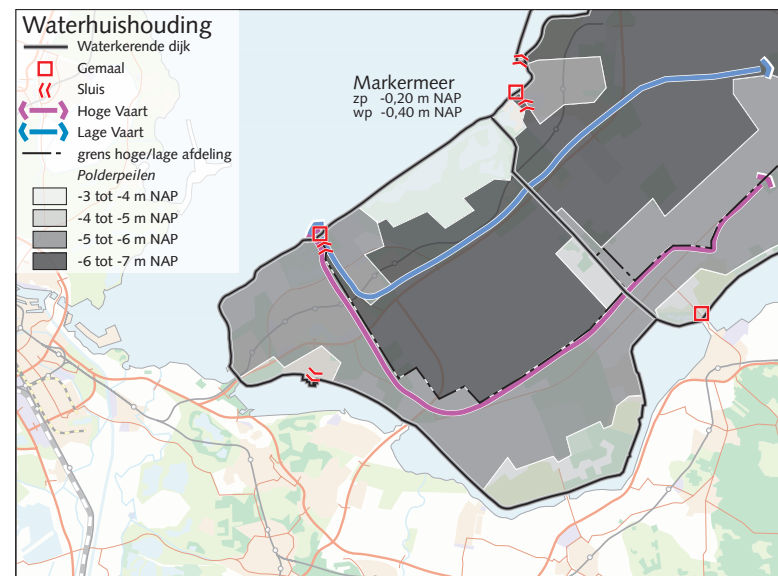 Waterhuishouding
Waterkerende dijk
Gemaal
Sluis
Hoge Vaart
Lage Vaart
grens hoge/lage afdeling
Polderpeilen
-3 tot -4 m NAP
-4 tot -5 m NAP
-5 tot -6 m NAP
-6 tot -7 m NAP
Markermeer
zp -0,20 m NAP
wp -0,40 m NAP